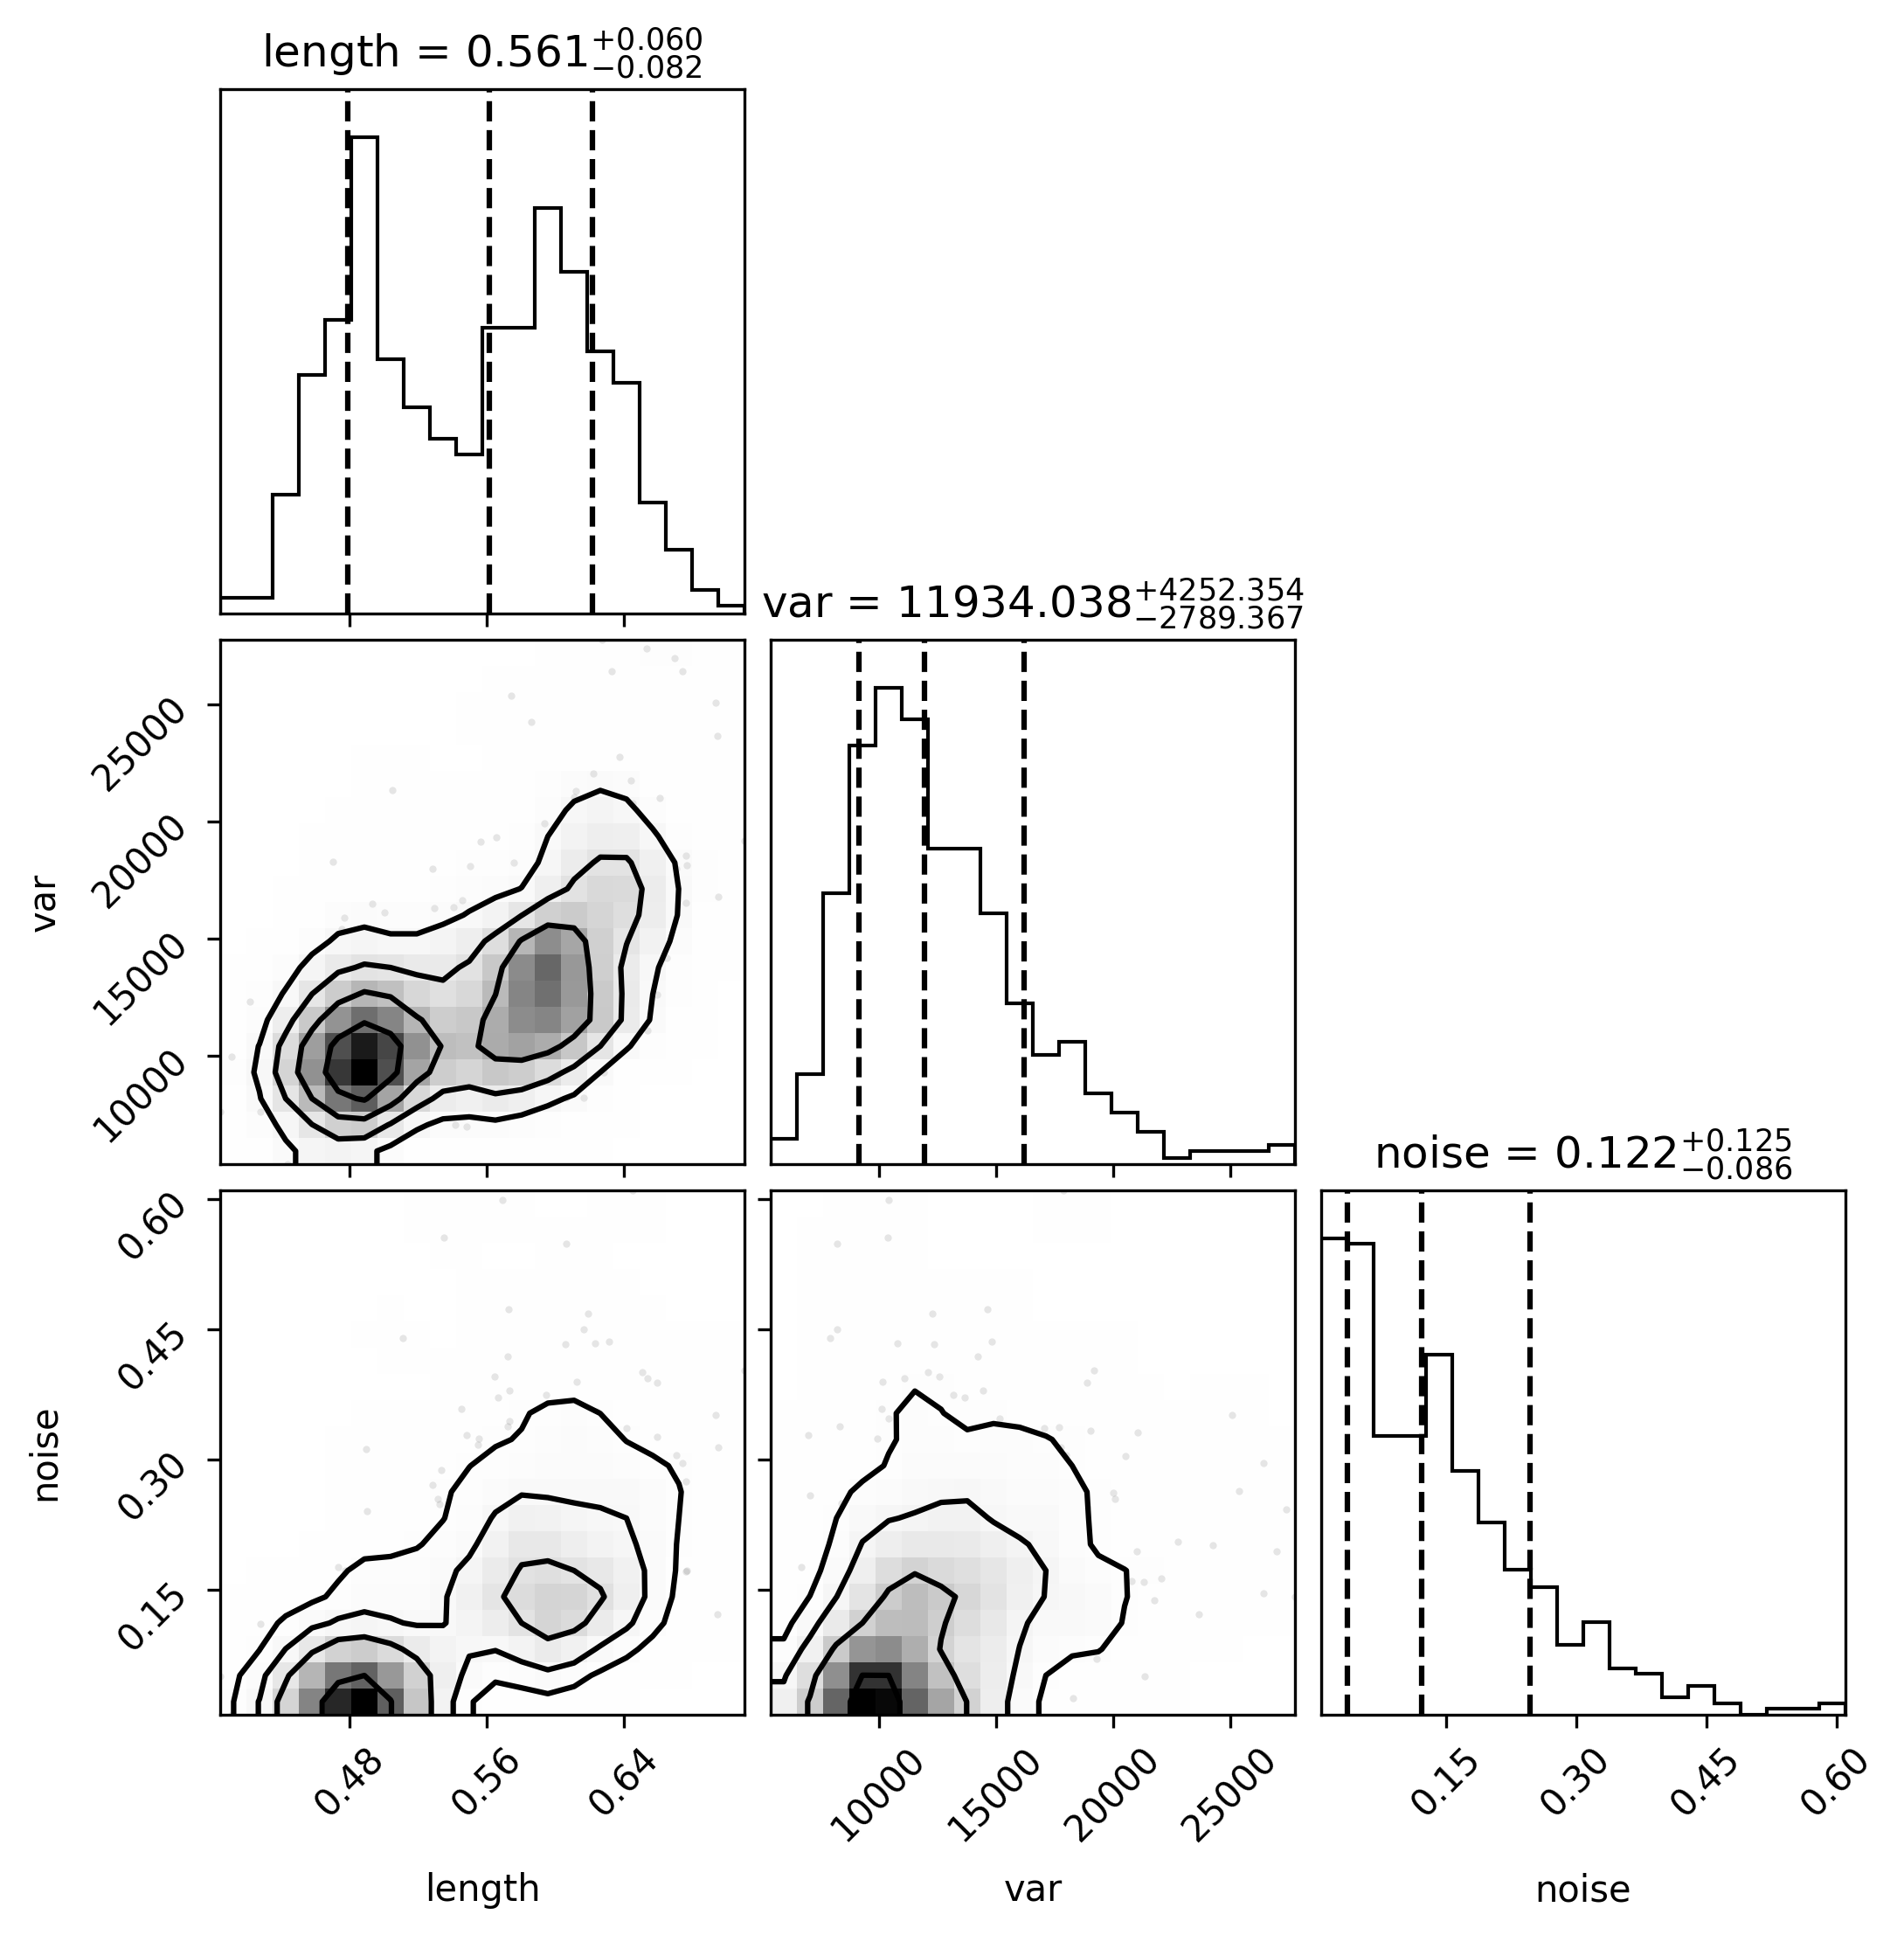 length = 0.561+0.060−0.082
var = 11934.038+4252.354−2789.367
25000
20000
15000
10000
var
noise = 0.122+0.125−0.086
0.60
0.45
0.30
0.15
noise
0.48 0.56 0.64
10000 15000 20000 25000
0.15 0.30 0.45 0.60
length var noise